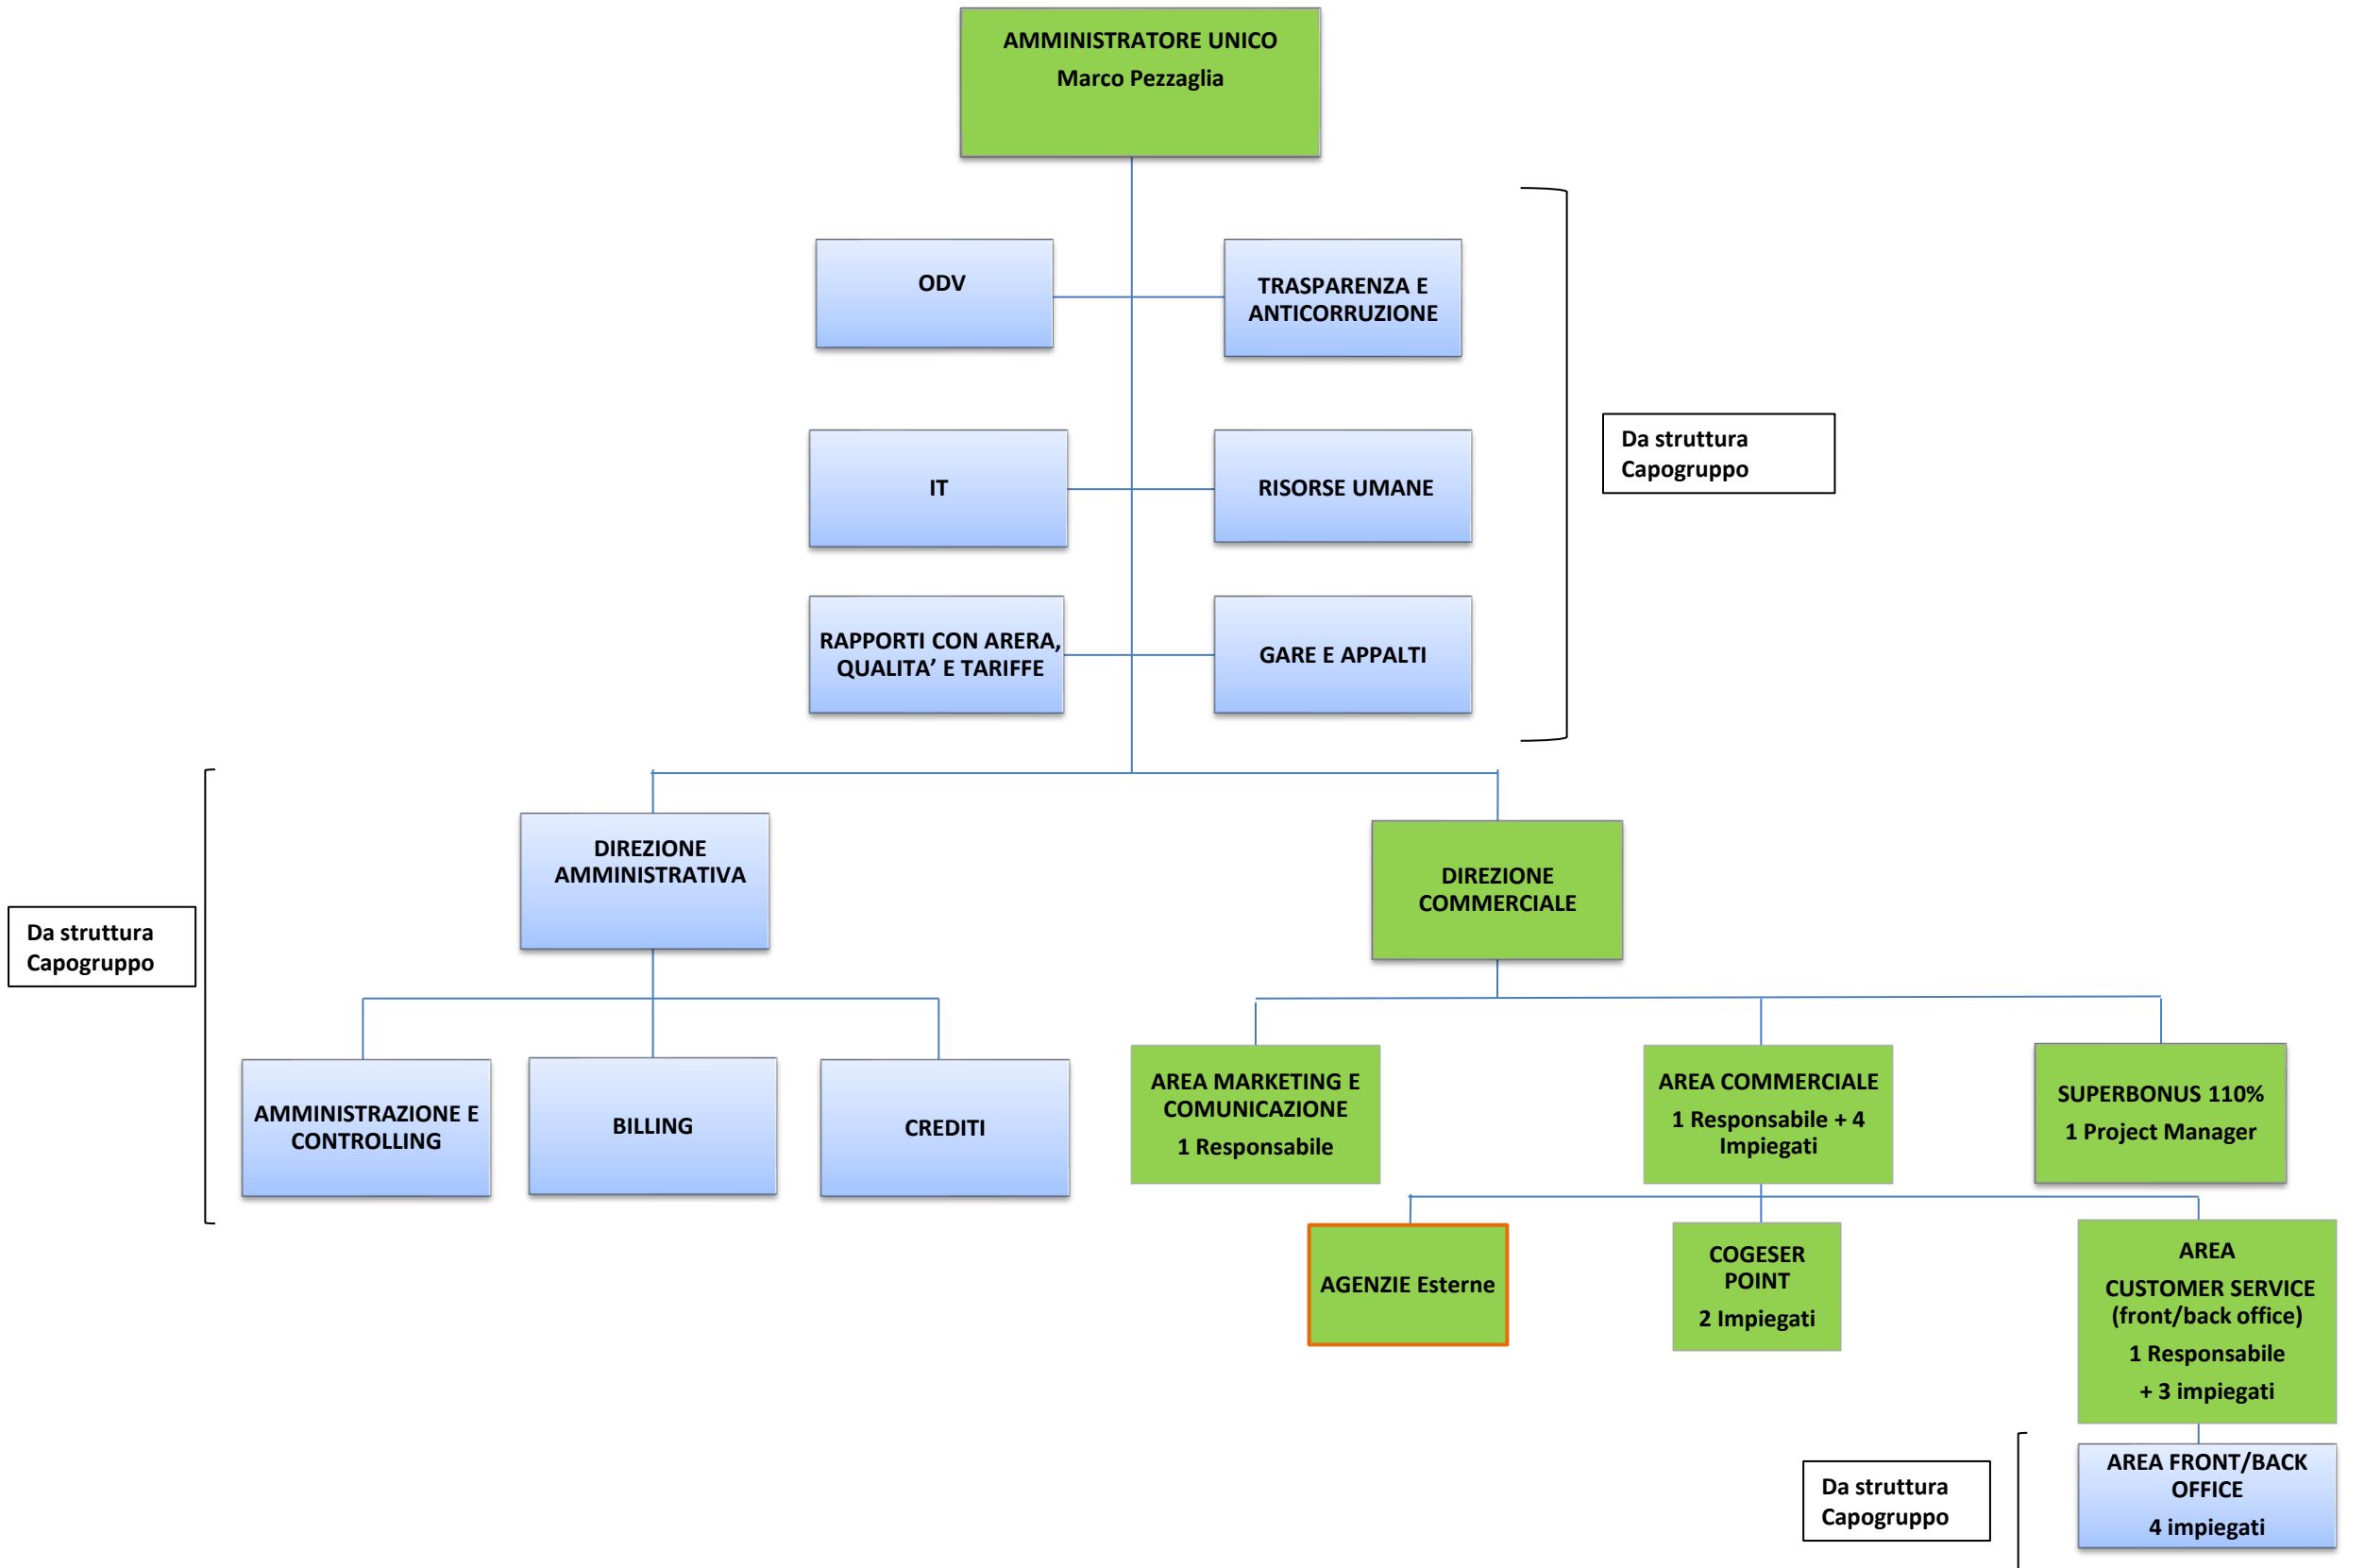 AMMINISTRATORE UNICO
Marco Pezzaglia
ODV
TRASPARENZA E
ANTICORRUZIONE
IT
RISORSE UMANE
Da struttura
Capogruppo
RAPPORTI CON ARERA,
QUALITA’ E TARIFFE
GARE E APPALTI
DIREZIONE
AMMINISTRATIVA
DIREZIONE
COMMERCIALE
Da struttura
Capogruppo
AMMINISTRAZIONE E
CONTROLLING
BILLING
CREDITI
AREA MARKETING E
COMUNICAZIONE
1 Responsabile
AREA COMMERCIALE
1 Responsabile + 4
Impiegati
SUPERBONUS 110%
1 Project Manager
AGENZIE Esterne
COGESER
POINT
2 Impiegati
AREA
CUSTOMER SERVICE
(front/back office)
1 Responsabile
+ 3 impiegati
Da struttura
Capogruppo
AREA FRONT/BACK
OFFICE
4 impiegati